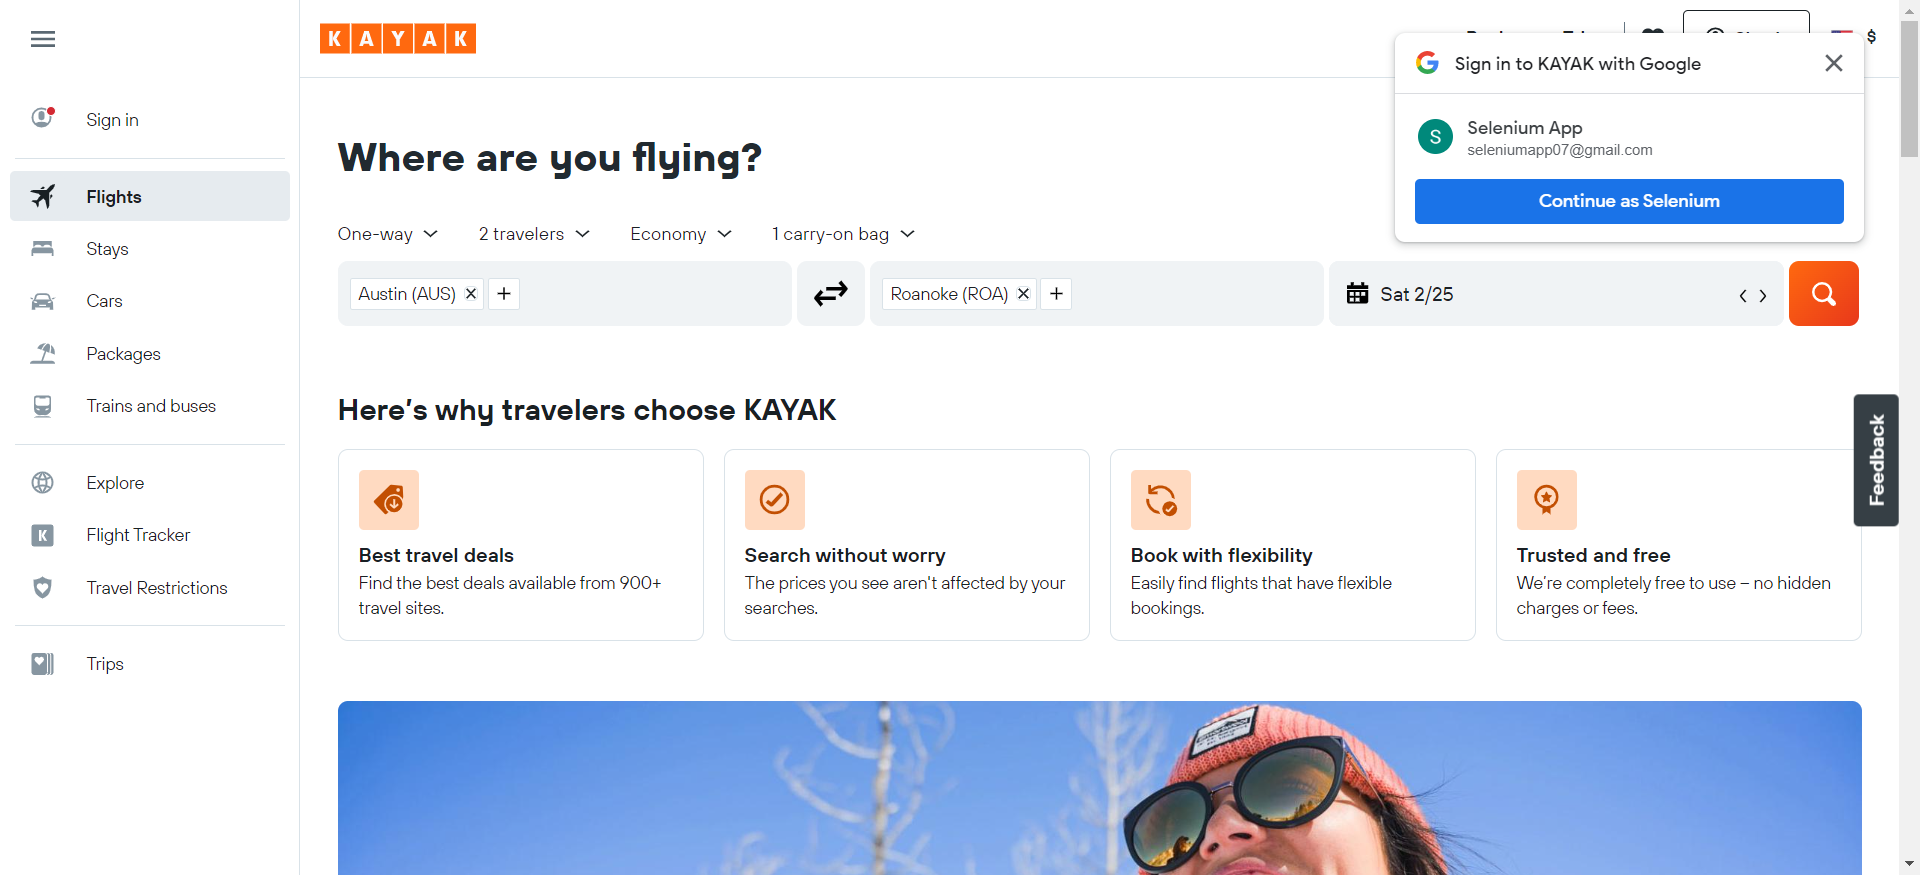 KAYAK
$
Sign in to KAYAK with Google
Selenium App
S
seleniumapp07@gmail.com
Continue as Selenium
Sign in
Flights
Stays
Cars
Packages
Trains and buses
Explore
K
Flight Tracker
Travel Restrictions
Trips
Where are you flying?
One-way
2 travelers
Economy
1 carry-on bag
Austin (AUS)
Roanoke (ROA)
Sat 2/25
Here's why travelers choose KAYAK
Best travel deals
Find the best deals available from 900+
travel sites.
Search without worry
The prices you see aren't affected by your
searches.
Book with flexibility
Easily find flights that have flexible
bookings.
Trusted and free
We're completely free to use – no hidden
charges or fees.
Feedback